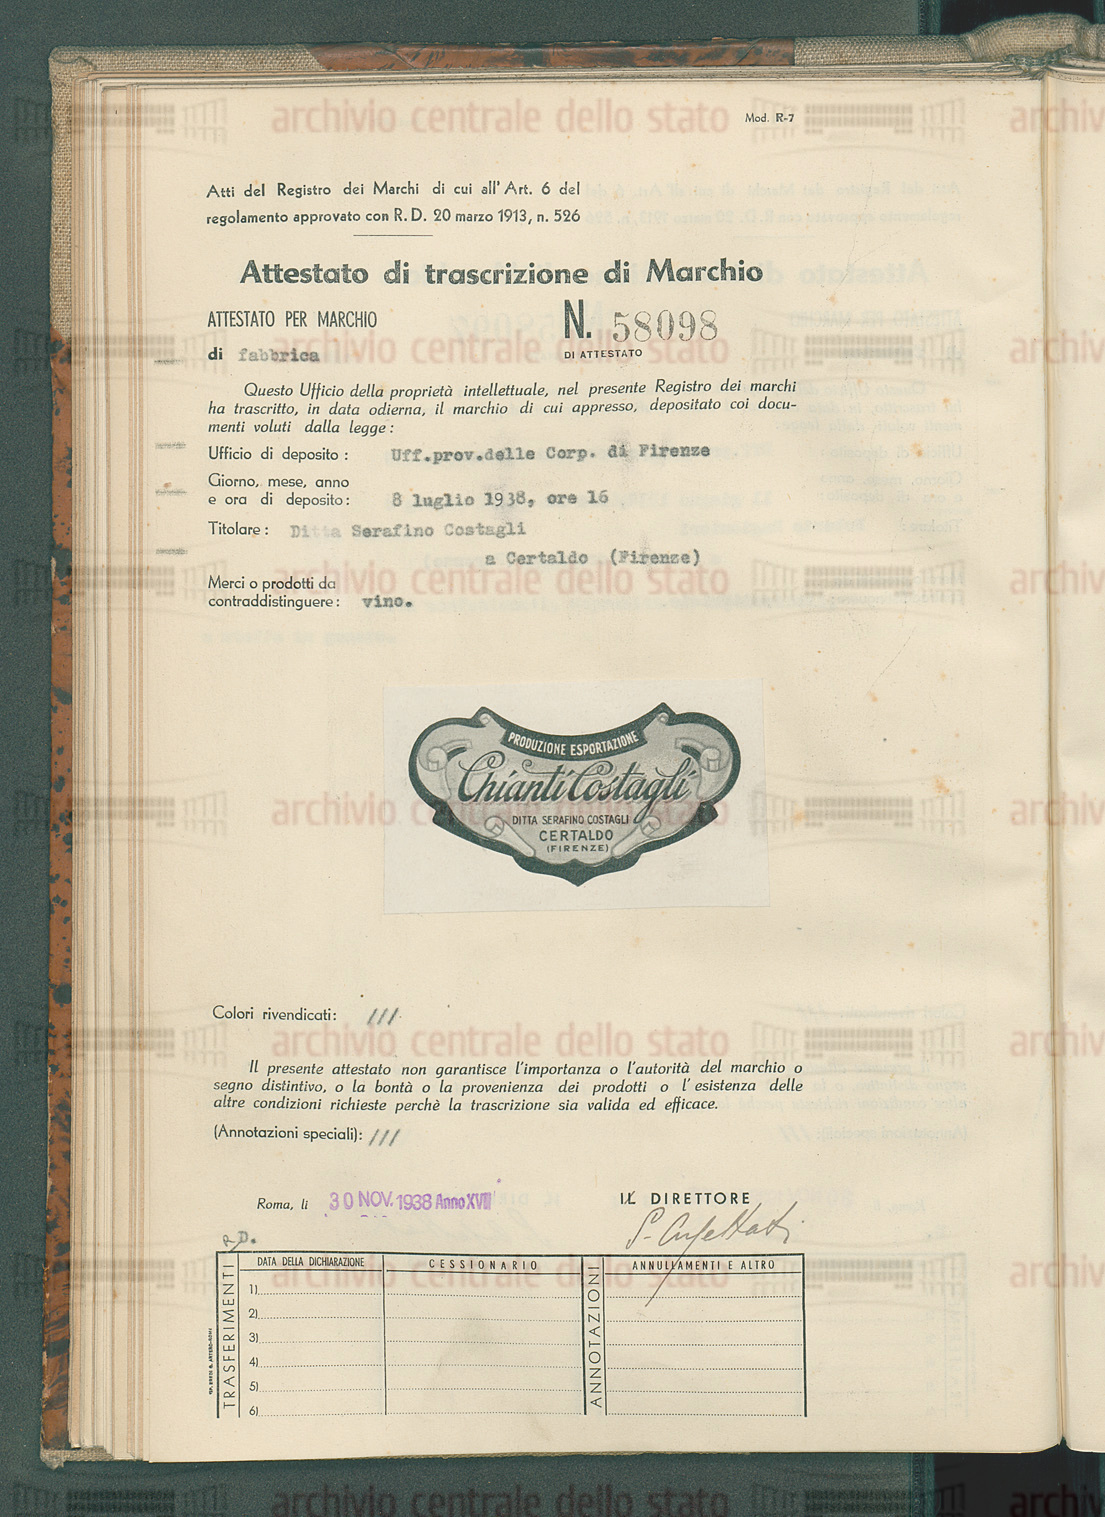 Mod. R-7
Atti del Registro dei Marchi di cui all'Art. 6 del
regolamento approvato con R. D. 20 marzo 1913, n. 526
Attestato di trascrizione di Marchio
ATTESTATO PER MARCHIO
N. 58098
di fabbrica
DI ATTESTATO
Questo Ufficio della proprietà intellettuale, nel presente Registro dei marchi
ha trascritto, in data odierna, il marchio di cui appresso, depositato coi docu-
menti voluti dalla legge:
Ufficio di deposito: Uff.prov.delle Corp. di Firenze
Giorno, mese, anno
e ora di deposito: 8 luglio 1938, ore 16
Titolare: Ditta Serafino Costagli
a Certaldo (Firenze)
Merci o prodotti da
contraddistinguere: vino.
PRODUZIONE ESPORTAZIONE
Chianti Costagli
DITTA SERAFINO COSTAGLI
CERTALDO
(FIRENZE)
Colori rivendicati: ///
Il presente attestato non garantisce l'importanza o l'autorità del marchio o
segno distintivo, o la bontà o la provenienza dei prodotti o l'esistenza delle
altre condizioni richieste perchè la trascrizione sia valida ed efficace.
(Annotazioni speciali): ///
Roma, li 30 NOV. 1938 Anno XVII
IL DIRETTORE
RD.
TRASFERIMENTI
DATA DELLA DICHIARAZIONE
CESSIONARIO
ANNOTAZIONI
ANNULLAMENTI E ALTRO
1)
2)
3)
4)
5)
6)
archivio centrale dello stato